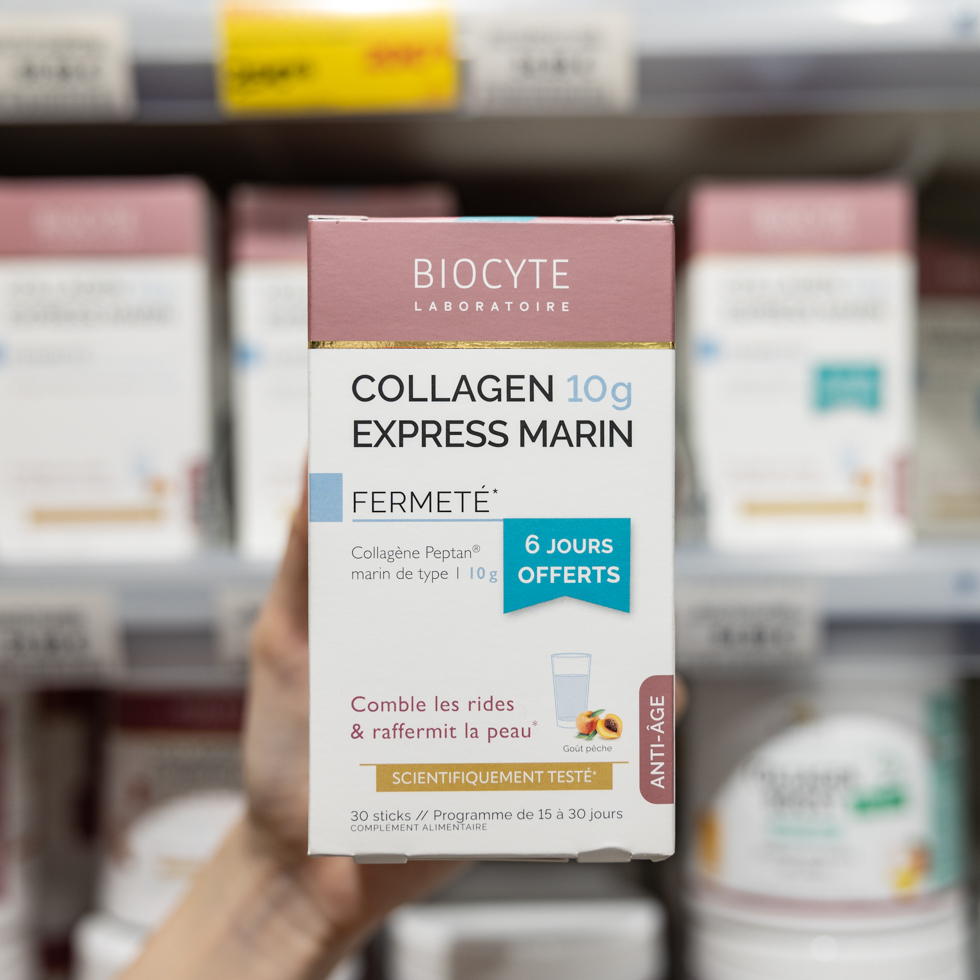 BIOCYTE
LABORATOIRE
COLLAGEN 10g
EXPRESS MARIN
FERMETÉ*
Collagène Peptan®
marin de type I 10 g
6 JOURS
OFFERTS
Comble les rides
& raffermit la peau*
Goût pêche
ANTI-ÂGE
SCIENTIFIQUEMENT TESTÉ*
30 sticks // Programme de 15 à 30 jours
COMPLÉMENT ALIMENTAIRE